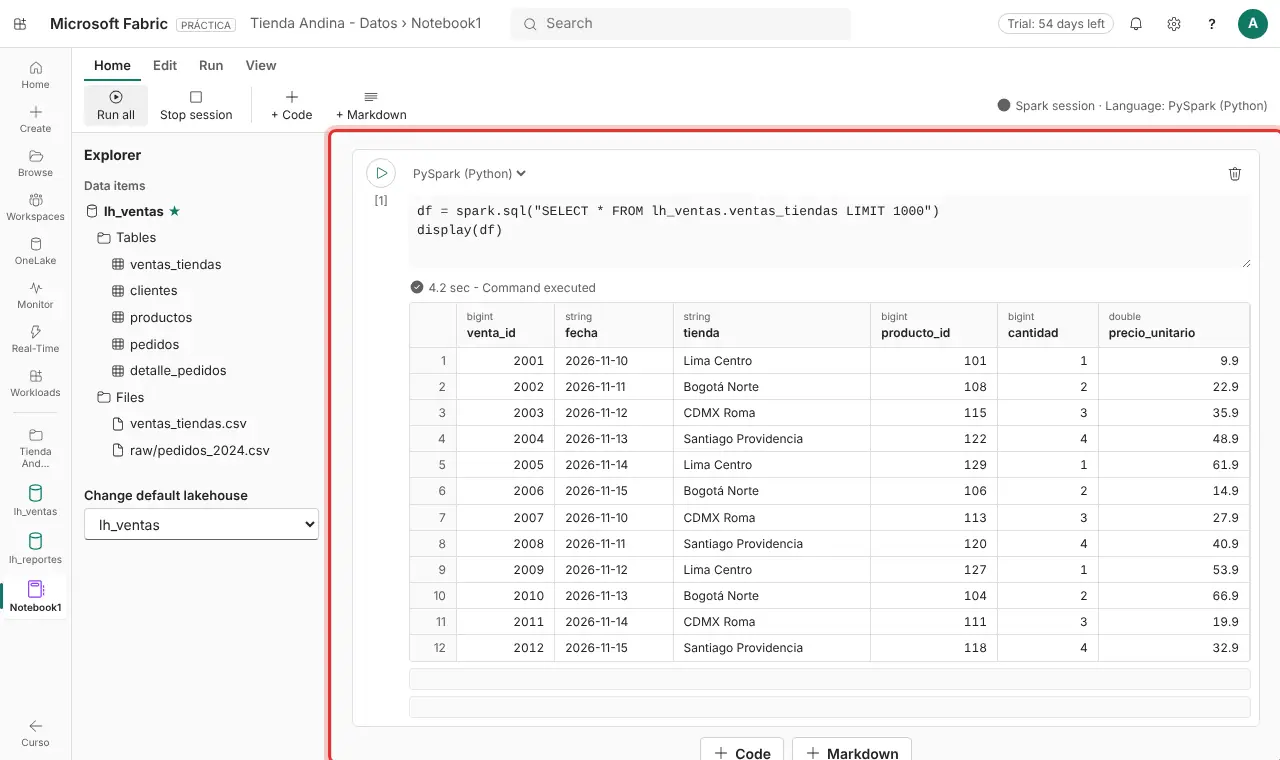 Microsoft Fabric PRÁCTICA Tienda Andina - Datos › Notebook1 Search Trial: 54 days left ? A
Home
Create
Browse
Workspaces
OneLake
Monitor
Real-Time
Workloads
Tienda
And...
lh_ventas
lh_reportes
Notebook1
Curso
Home Edit Run View
Run all Stop session + Code + Markdown
Spark session · Language: PySpark (Python)
Explorer
Data items
lh_ventas ★
Tables
ventas_tiendas
clientes
productos
pedidos
detalle_pedidos
Files
ventas_tiendas.csv
raw/pedidos_2024.csv
Change default lakehouse
lh_ventas
PySpark (Python)
[1]
df = spark.sql("SELECT * FROM lh_ventas.ventas_tiendas LIMIT 1000")
display(df)
4.2 sec - Command executed
bigint string string bigint bigint double
venta_id fecha tienda producto_id cantidad precio_unitario
1 2001 2026-11-10 Lima Centro 101 1 9.9
2 2002 2026-11-11 Bogotá Norte 108 2 22.9
3 2003 2026-11-12 CDMX Roma 115 3 35.9
4 2004 2026-11-13 Santiago Providencia 122 4 48.9
5 2005 2026-11-14 Lima Centro 129 1 61.9
6 2006 2026-11-15 Bogotá Norte 106 2 14.9
7 2007 2026-11-10 CDMX Roma 113 3 27.9
8 2008 2026-11-11 Santiago Providencia 120 4 40.9
9 2009 2026-11-12 Lima Centro 127 1 53.9
10 2010 2026-11-13 Bogotá Norte 104 2 66.9
11 2011 2026-11-14 CDMX Roma 111 3 19.9
12 2012 2026-11-15 Santiago Providencia 118 4 32.9
+ Code + Markdown